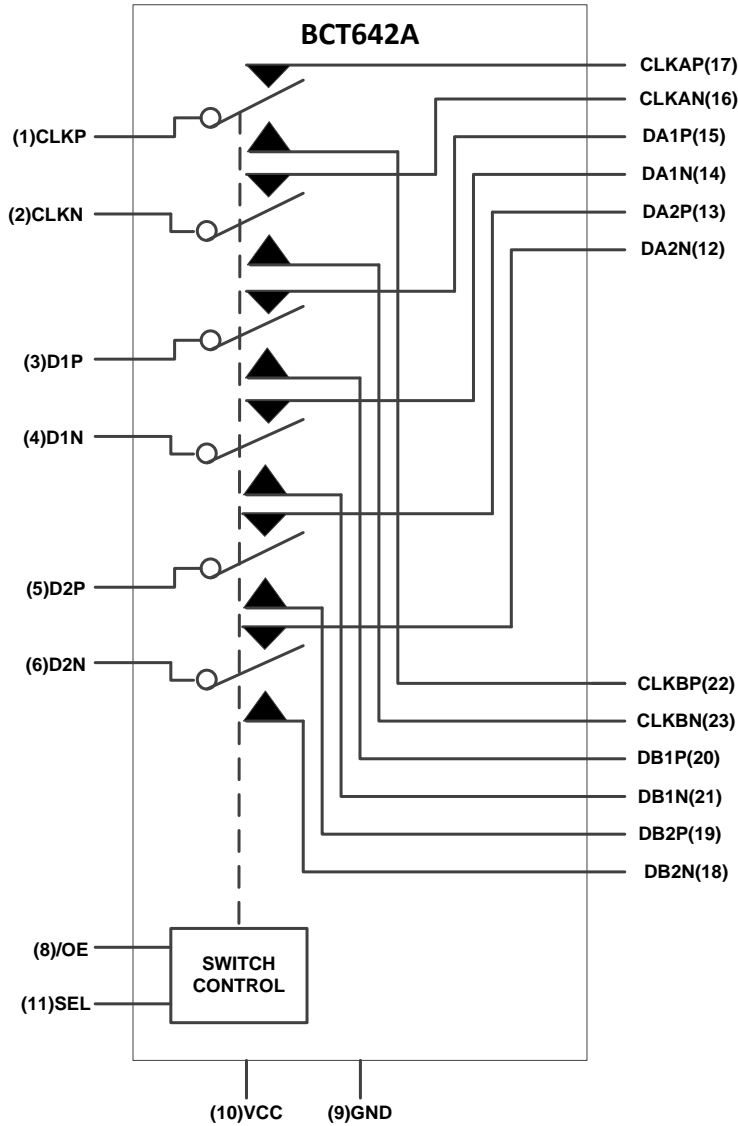 BCT642A
CLKAP(17)
CLKAN(16)
DA1P(15)
DA1N(14)
DA2P(13)
DA2N(12)
(1)CLKP
(2)CLKN
(3)D1P
(4)D1N
(5)D2P
(6)D2N
CLKBP(22)
CLKBN(23)
DB1P(20)
DB1N(21)
DB2P(19)
DB2N(18)
(8)/OE
(11)SEL
SWITCH
CONTROL
(10)VCC
(9)GND